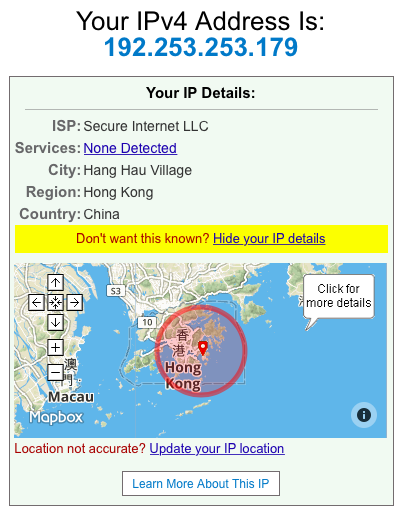 Your IPv4 Address Is:
192.253.253.179
Your IP Details:
ISP: Secure Internet LLC
Services: None Detected
City: Hang Hau Village
Region: Hong Kong
Country: China
Don't want this known? Hide your IP details
S3
10
Click for
more details
香
港
Hong
Kong
澳
門
Macau
Mapbox
Location not accurate? Update your IP location
Learn More About This IP